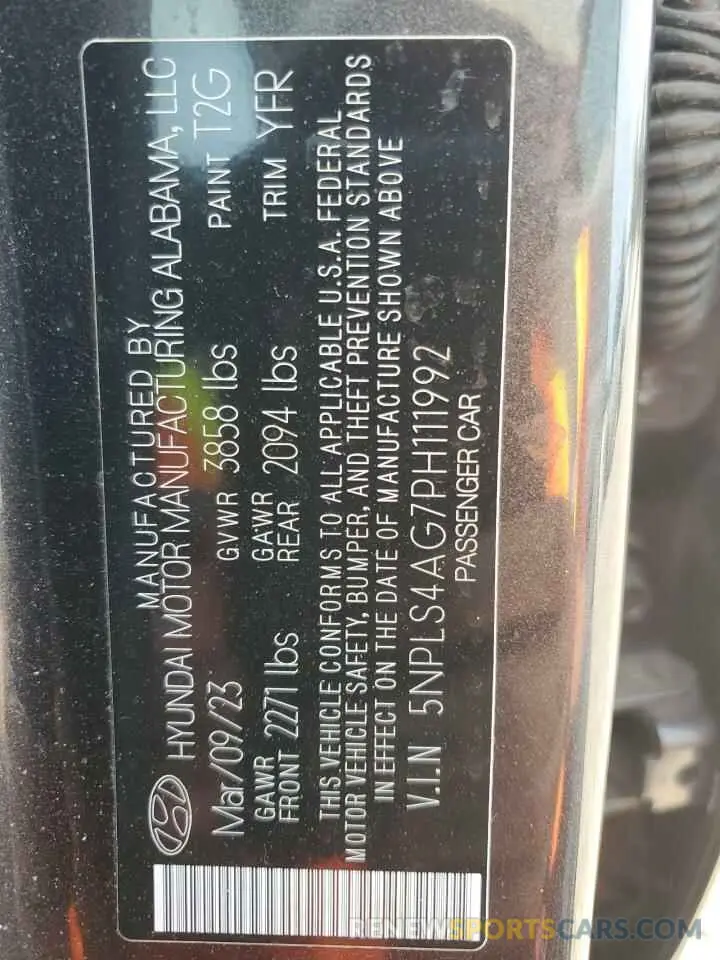 MANUFACTURED BY
HYUNDAI MOTOR MANUFACTURING ALABAMA, LLC
Mar/09/23 GVWR 3858 lbs PAINT T2G
GAWR FRONT 2271 lbs GAWR REAR 2094 lbs TRIM YFR
THIS VEHICLE CONFORMS TO ALL APPLICABLE U.S.A. FEDERAL
MOTOR VEHICLE SAFETY, BUMPER, AND THEFT PREVENTION STANDARDS
IN EFFECT ON THE DATE OF MANUFACTURE SHOWN ABOVE
V.I.N 5NPLS4AG7PH111992
PASSENGER CAR
RENEWSPORTSCARS.COM